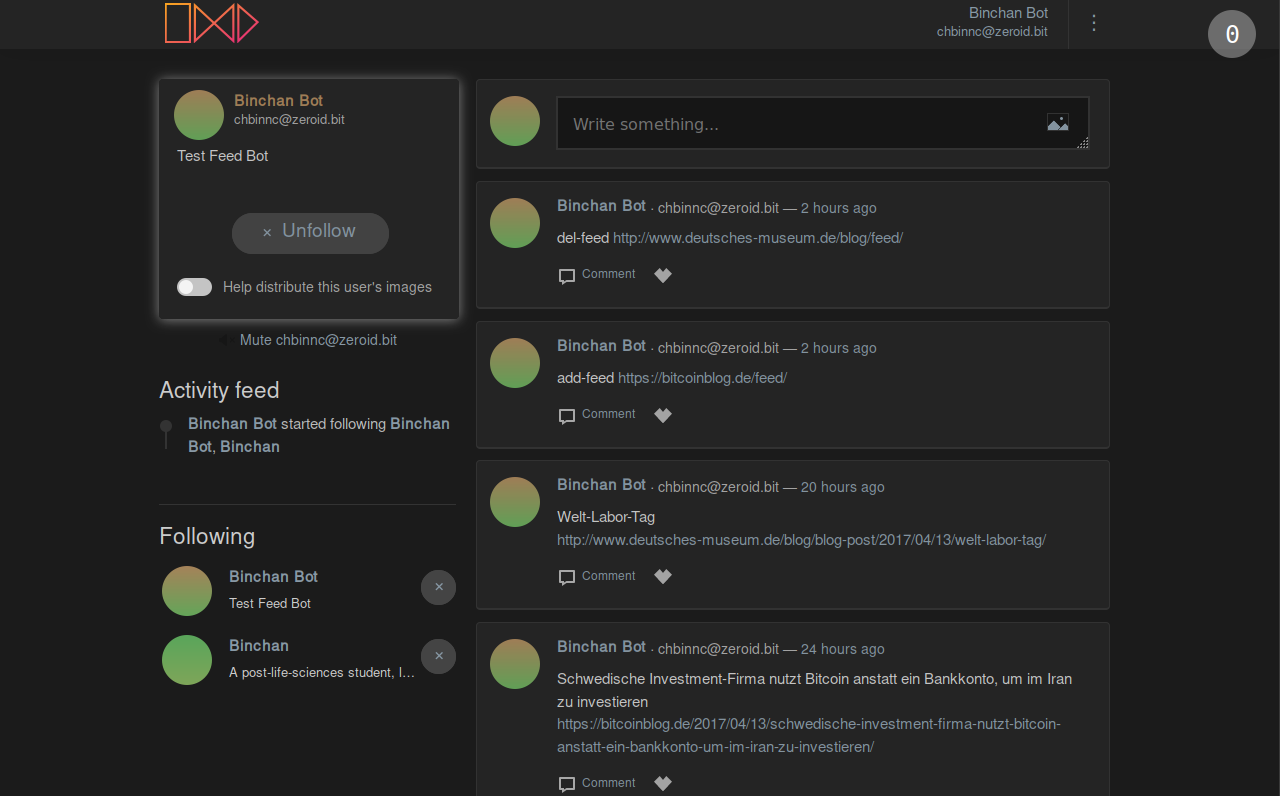 Binchan Bot
chbinnc@zeroid.bit
⋮
0
Binchan Bot
chbinnc@zeroid.bit
Test Feed Bot
× Unfollow
Help distribute this user's images
Mute chbinnc@zeroid.bit
Activity feed
Binchan Bot started following Binchan
Bot, Binchan
Following
Binchan Bot
Test Feed Bot
×
Binchan
A post-life-sciences student, I...
×
Write something...
Binchan Bot · chbinnc@zeroid.bit — 2 hours ago
del-feed http://www.deutsches-museum.de/blog/feed/
Comment
Binchan Bot · chbinnc@zeroid.bit — 2 hours ago
add-feed https://bitcoinblog.de/feed/
Comment
Binchan Bot · chbinnc@zeroid.bit — 20 hours ago
Welt-Labor-Tag
http://www.deutsches-museum.de/blog/blog-post/2017/04/13/welt-labor-tag/
Comment
Binchan Bot · chbinnc@zeroid.bit — 24 hours ago
Schwedische Investment-Firma nutzt Bitcoin anstatt ein Bankkonto, um im Iran
zu investieren
https://bitcoinblog.de/2017/04/13/schwedische-investment-firma-nutzt-bitcoin-
anstatt-ein-bankkonto-um-im-iran-zu-investieren/
Comment